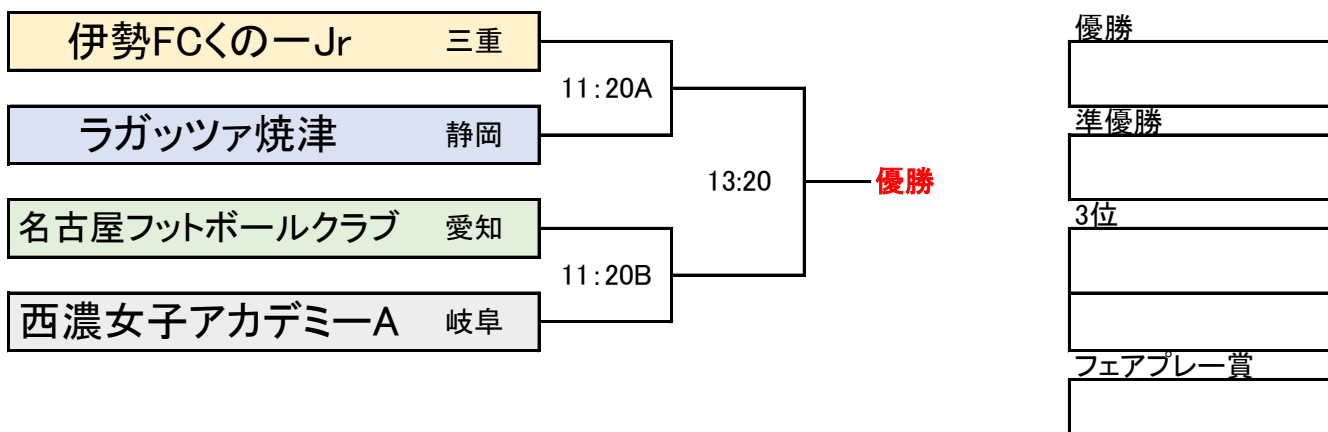 伊勢FCくのーJr 三重
11:20A
ラガッツァ焼津 静岡
13:20
優勝
名古屋フットボールクラブ 愛知
11:20B
西濃女子アカデミーA 岐阜
優勝
準優勝
3位
フェアプレー賞